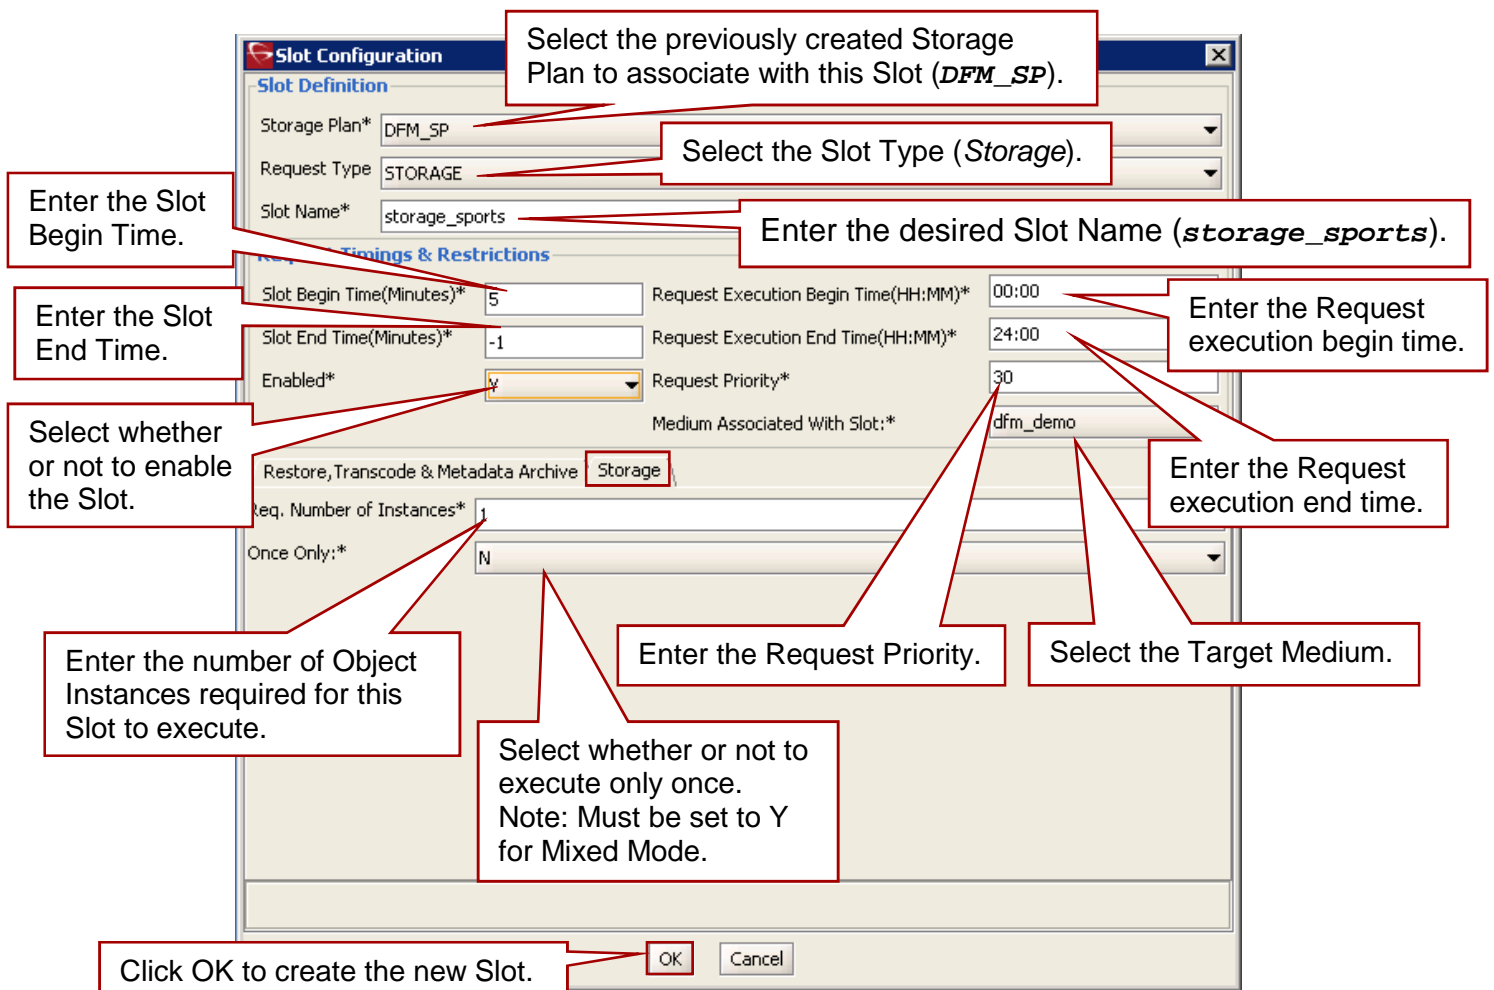 Slot Configuration
Select the previously created Storage
Plan to associate with this Slot (DFM_SP).
Slot Definition
Storage Plan* DFM_SP
Select the Slot Type (Storage).
Request Type STORAGE
Enter the Slot
Begin Time.
Slot Name* storage_sports
Enter the desired Slot Name (storage_sports).
Timings & Restrictions
Slot Begin Time(Minutes)* 5
Request Execution Begin Time(HH:MM)* 00:00
Enter the Request
execution begin time.
Enter the Slot
End Time.
Slot End Time(Minutes)* -1
Request Execution End Time(HH:MM)* 24:00
Enabled* Y
Request Priority* 30
Select whether
or not to enable
the Slot.
Medium Associated With Slot:* dfm_demo
Enter the Request
execution end time.
Restore,Transcode & Metadata Archive Storage
Req. Number of Instances* 1
Once Only:* N
Enter the number of Object
Instances required for this
Slot to execute.
Enter the Request Priority.
Select the Target Medium.
Select whether or not to
execute only once.
Note: Must be set to Y
for Mixed Mode.
Click OK to create the new Slot.
OK Cancel